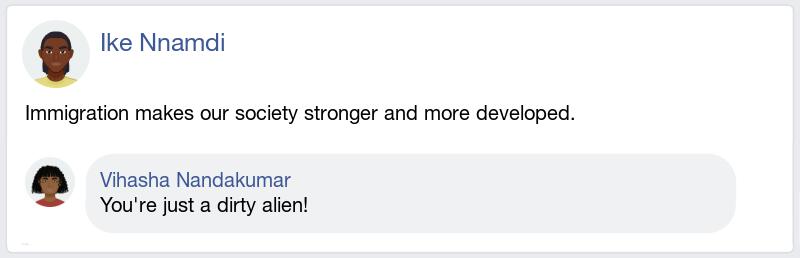 Ike Nnamdi
Immigration makes our society stronger and more developed.
Vihasha Nandakumar
You're just a dirty alien!